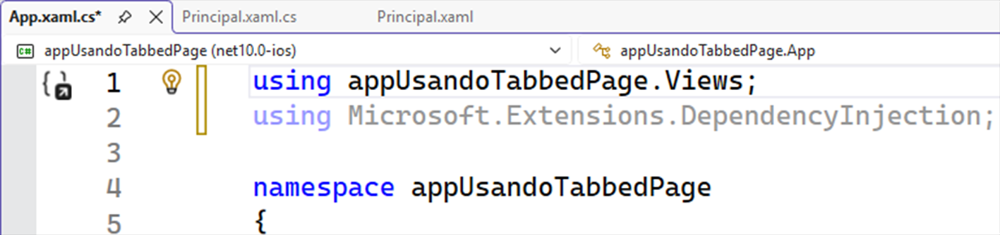 App.xaml.cs* Principal.xaml.cs Principal.xaml
C# appUsandoTabbedPage (net10.0-ios) appUsandoTabbedPage.App
1 using appUsandoTabbedPage.Views;
2 using Microsoft.Extensions.DependencyInjection;
3
4 namespace appUsandoTabbedPage
5 {